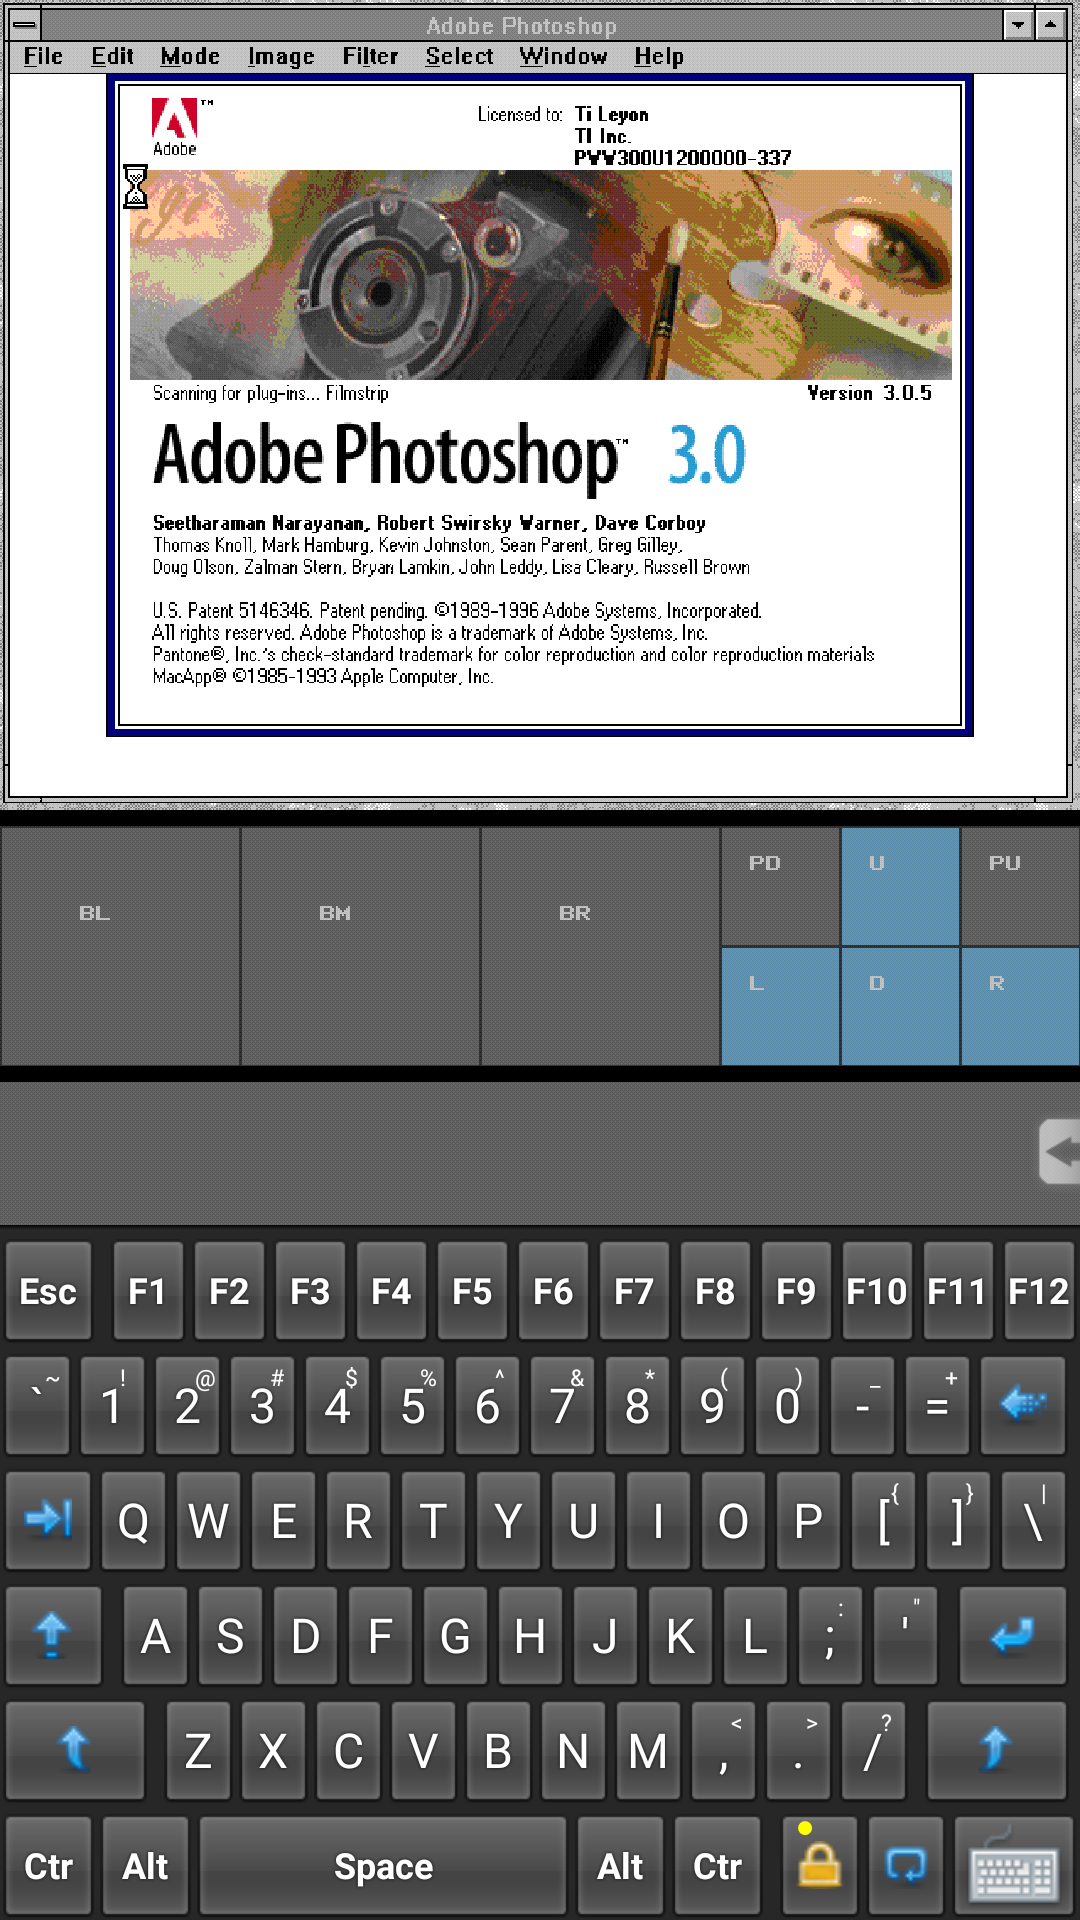 Adobe Photoshop
File Edit Mode Image Filter Select Window Help
Adobe™
Licensed to: Ti Leyon
TI Inc.
PWW300U1200000-337
Scanning for plug-ins... Filmstrip
Version 3.0.5
Adobe Photoshop™ 3.0
Seetharaman Narayanan, Robert Swirsky Warner, Dave Corboy
Thomas Knoll, Mark Hamburg, Kevin Johnston, Sean Parent, Greg Gilley,
Doug Olson, Zalman Stern, Bryan Lamkin, John Leddy, Lisa Cleary, Russell Brown
U.S. Patent 5146346. Patent pending. ©1989-1996 Adobe Systems, Incorporated.
All rights reserved. Adobe Photoshop is a trademark of Adobe Systems, Inc.
Pantone®, Inc.'s check-standard trademark for color reproduction and color reproduction materials
MacApp® ©1985-1993 Apple Computer, Inc.
BL BM BR PD U PU
L D R
Esc F1 F2 F3 F4 F5 F6 F7 F8 F9 F10 F11 F12
` ~ 1 ! 2 @ 3 # 4 $ 5 % 6 ^ 7 & 8 * 9 ( 0 ) - _ = +
Q W E R T Y U I O P [ { ] } \ |
A S D F G H J K L ; : ' "
Z X C V B N M , < . > / ?
Ctr Alt Space Alt Ctr